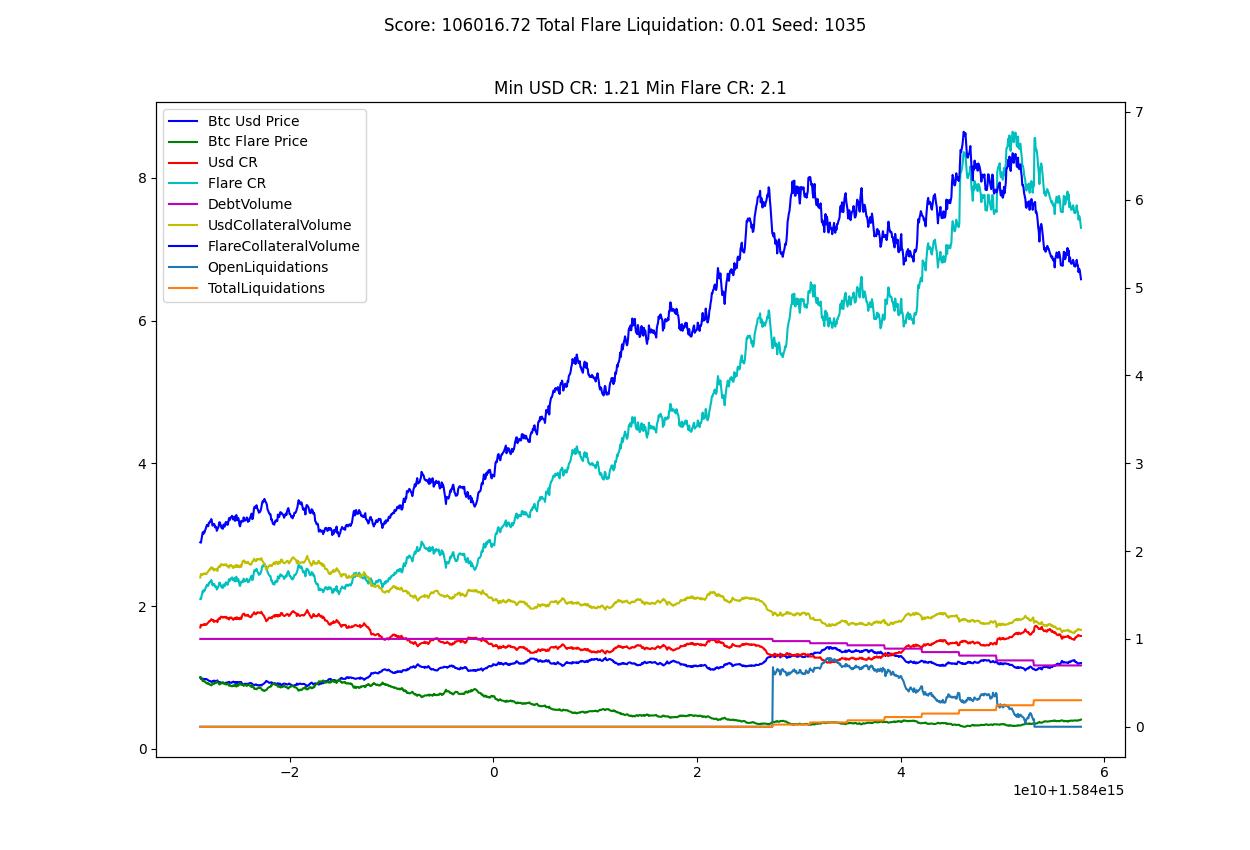 Score: 106016.72 Total Flare Liquidation: 0.01 Seed: 1035
Min USD CR: 1.21 Min Flare CR: 2.1
Btc Usd Price
Btc Flare Price
Usd CR
Flare CR
DebtVolume
UsdCollateralVolume
FlareCollateralVolume
OpenLiquidations
TotalLiquidations
8
6
4
2
0
7
6
5
4
3
2
1
0
−2 0 2 4 6
1e10+1.584e15